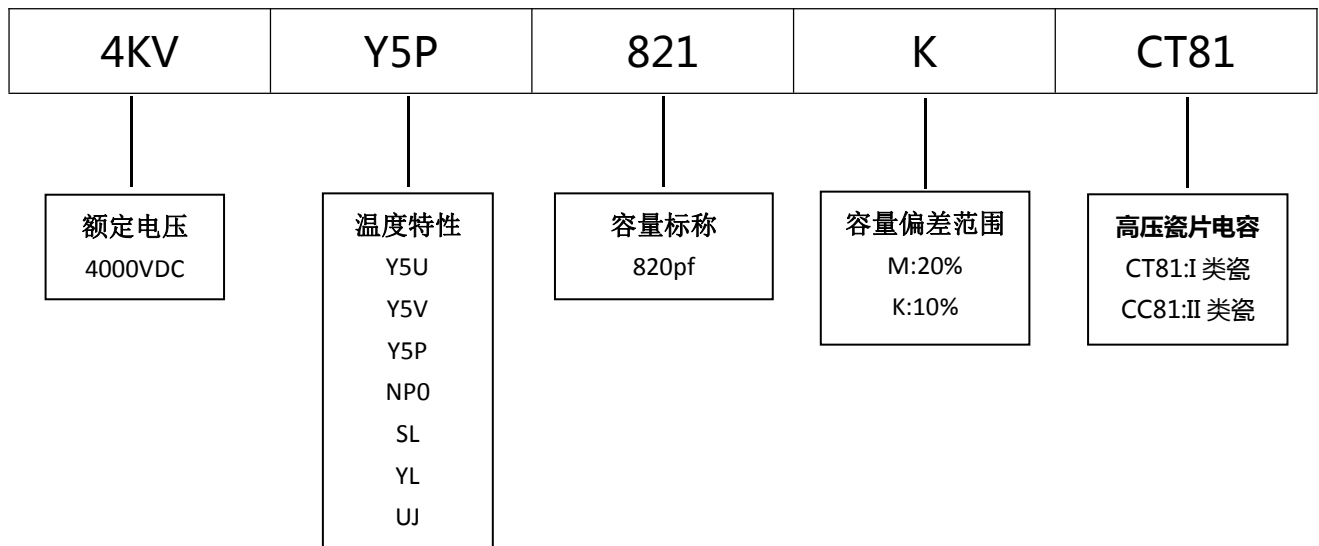 4KV
Y5P
821
K
CT81
额定电压
4000VDC
温度特性
Y5U
Y5V
Y5P
NP0
SL
YL
UJ
容量标称
820pf
容量偏差范围
M:20%
K:10%
高压瓷片电容
CT81:I 类瓷
CC81:II 类瓷